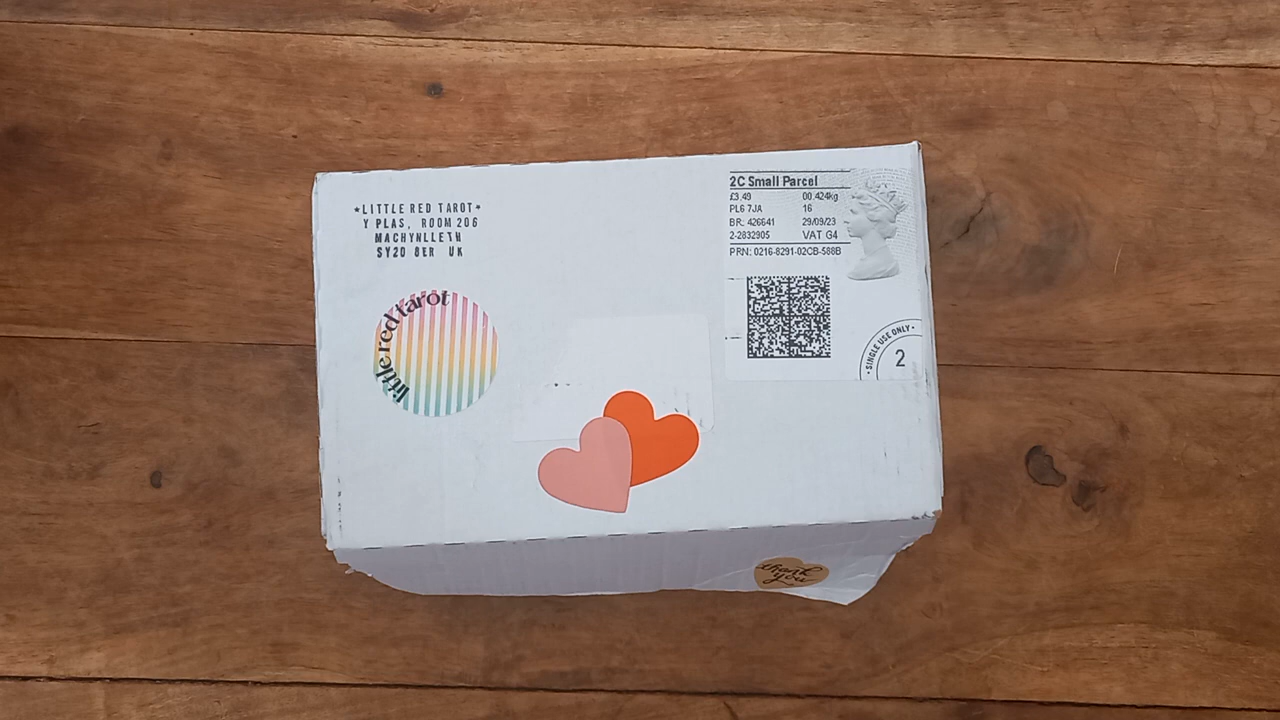 *LITTLE RED TAROT*
Y PLAS, ROOM 206
MACHYNLLETH
SY20 8ER UK
little red tarot
2C Small Parcel
£3.49 00.424kg
PL6 7JA 16
BR: 426641 29/09/23
2-2832905 VAT G4
PRN: 0216-8291-02CB-588B
• SINGLE USE ONLY •
2
thank
you